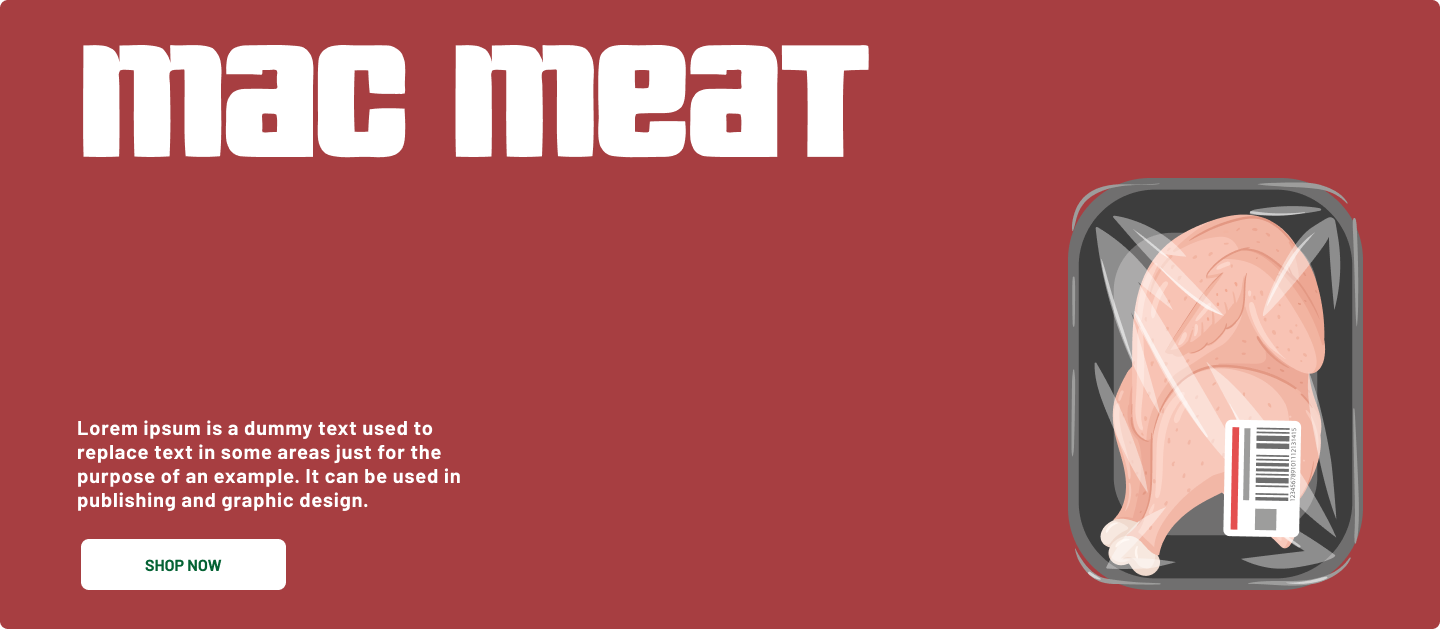 mac meat
Lorem ipsum is a dummy text used to
replace text in some areas just for the
purpose of an example. It can be used in
publishing and graphic design.
SHOP NOW
123456789101112131415